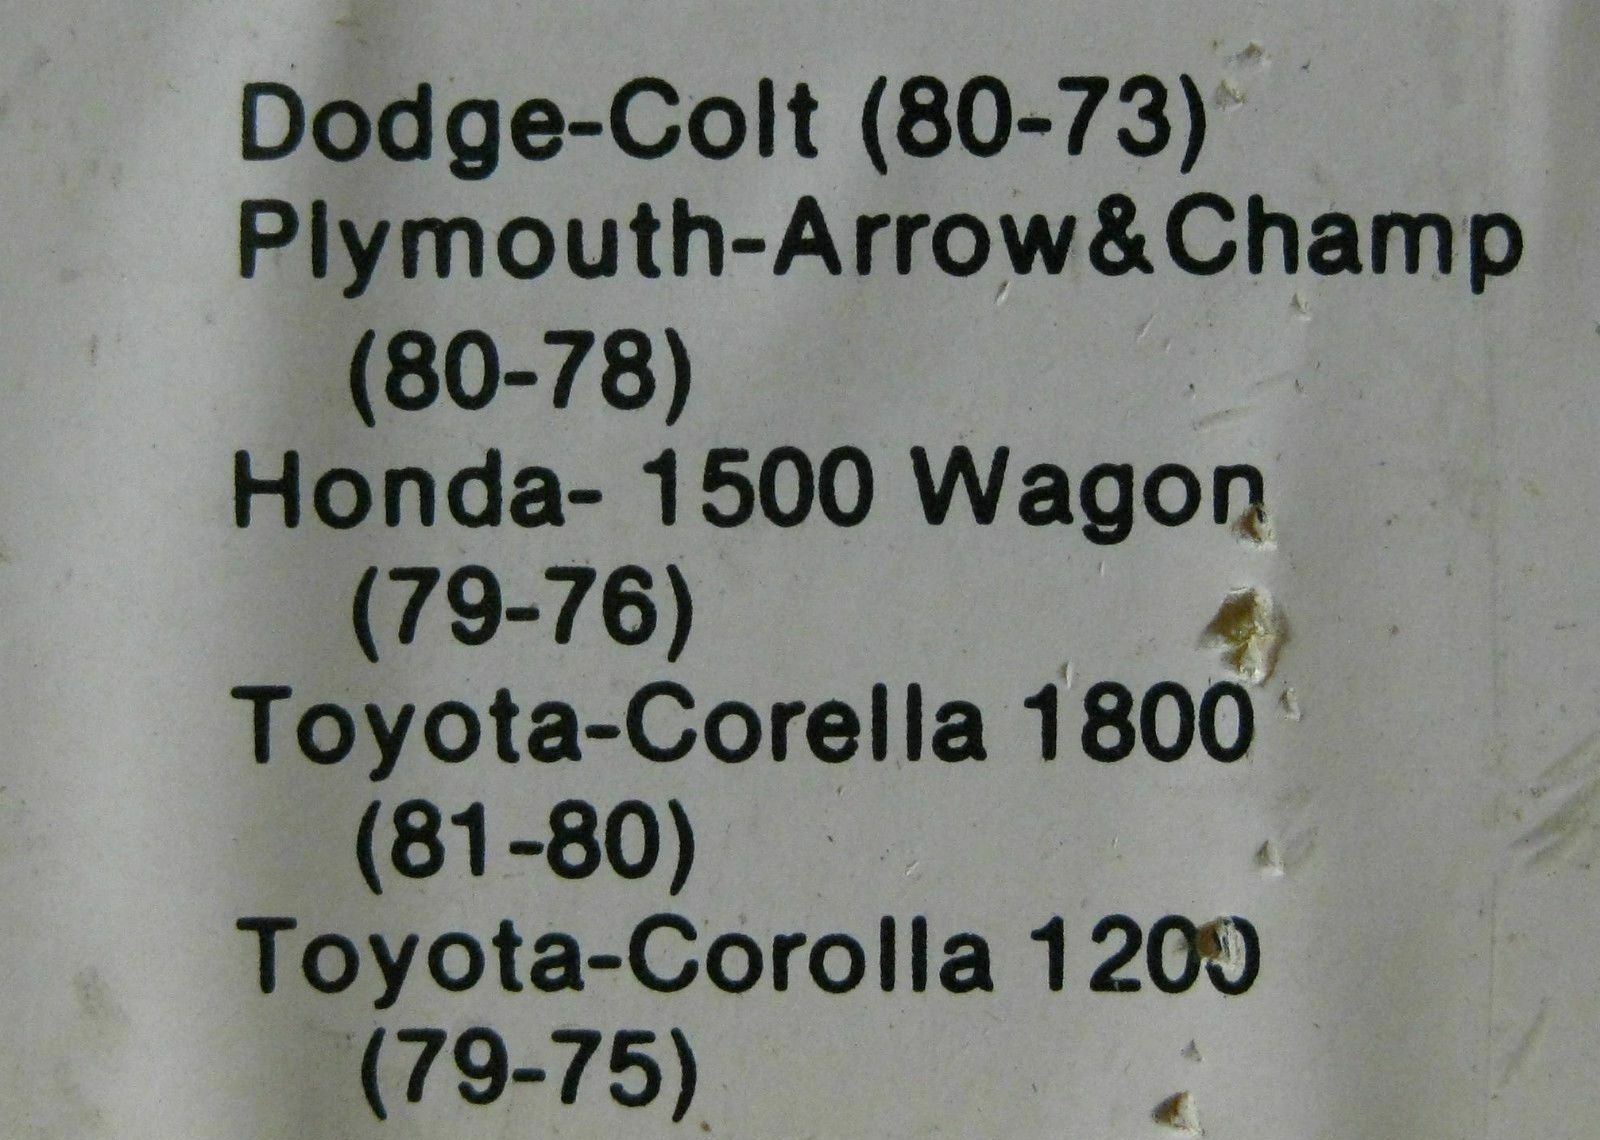 Dodge-Colt (80-73)
Plymouth-Arrow&Champ
(80-78)
Honda- 1500 Wagon
(79-76)
Toyota-Corella 1800
(81-80)
Toyota-Corolla 1200
(79-75)